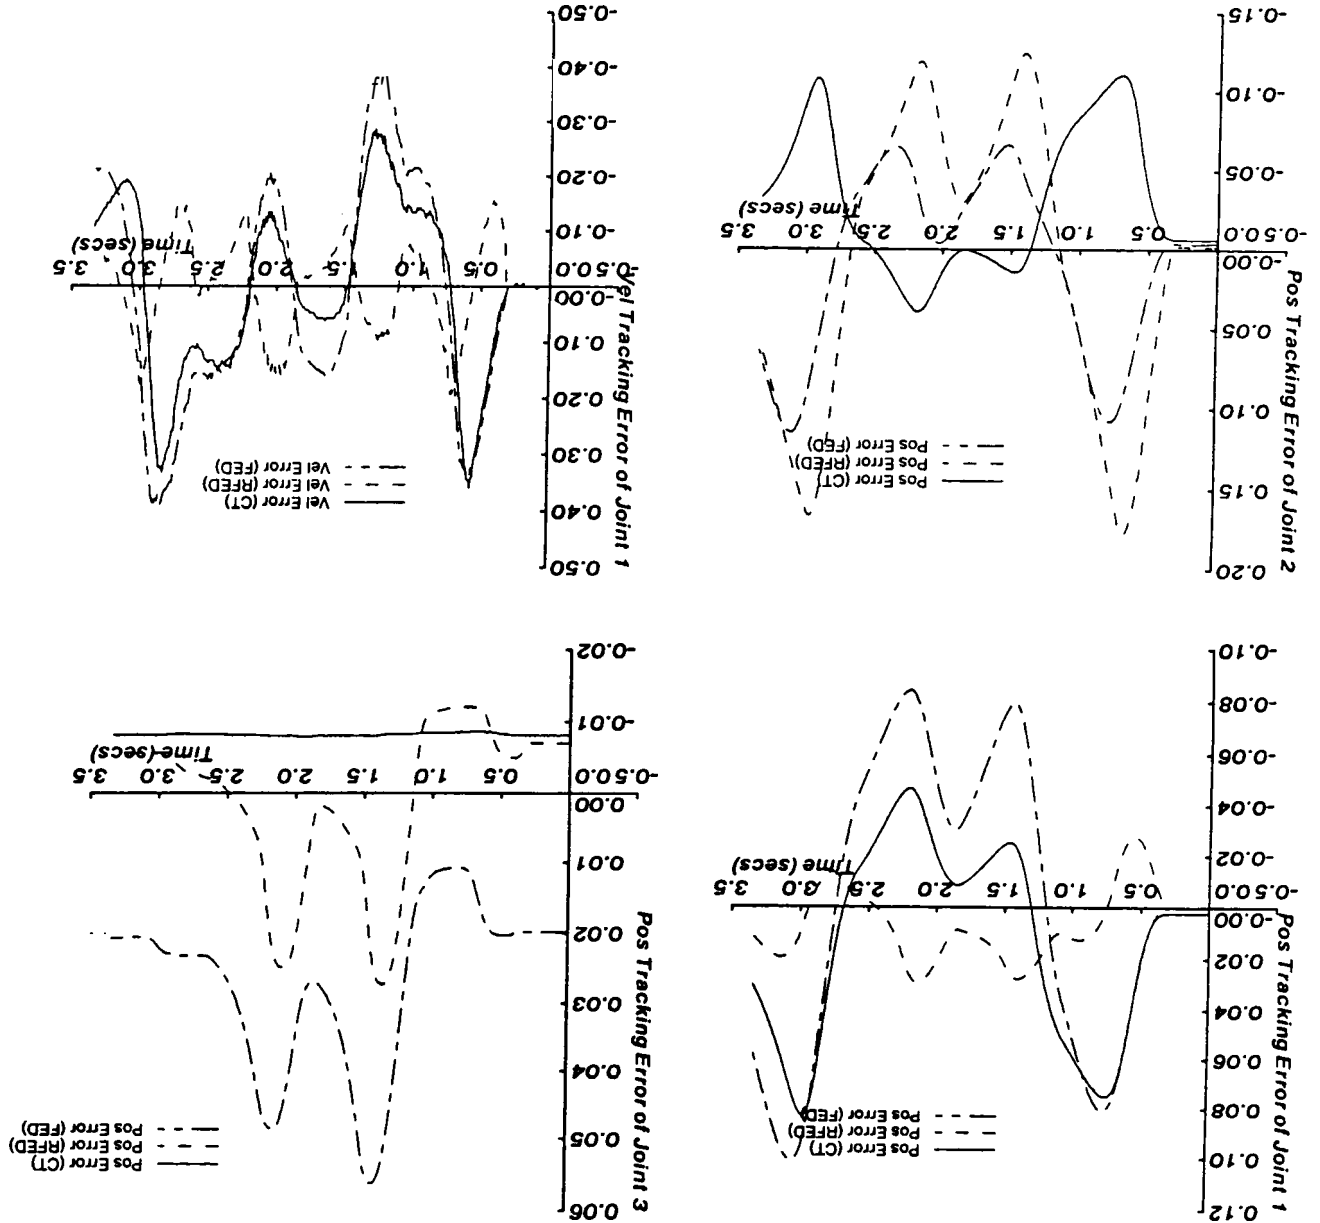 Pos Tracking Error of Joint 1
0.12
0.10
0.08
0.06
0.04
0.02
-0.00
-0.02
-0.04
-0.06
-0.08
-0.10
Pos Error (CT)
Pos Error (RFED)
Pos Error (FED)
-0.5 0.0 0.5 1.0 1.5 2.0 2.5 3.0 3.5
Time (secs)
Pos Tracking Error of Joint 3
0.06
0.05
0.04
0.03
0.02
0.01
0.00
-0.01
-0.02
Pos Error (CT)
Pos Error (RFED)
Pos Error (FED)
-0.5 0.0 0.5 1.0 1.5 2.0 2.5 3.0 3.5
Time (secs)
Pos Tracking Error of Joint 2
0.20
0.15
0.10
0.05
-0.00
-0.05
-0.10
-0.15
Pos Error (CT)
Pos Error (RFED)
Pos Error (FED)
-0.5 0.0 0.5 1.0 1.5 2.0 2.5 3.0 3.5
Time (secs)
Vel Tracking Error of Joint 1
0.50
0.40
0.30
0.20
0.10
-0.00
-0.10
-0.20
-0.30
-0.40
-0.50
Vel Error (CT)
Vel Error (RFED)
Vel Error (FED)
-0.5 0.0 0.5 1.0 1.5 2.0 2.5 3.0 3.5
Time (secs)